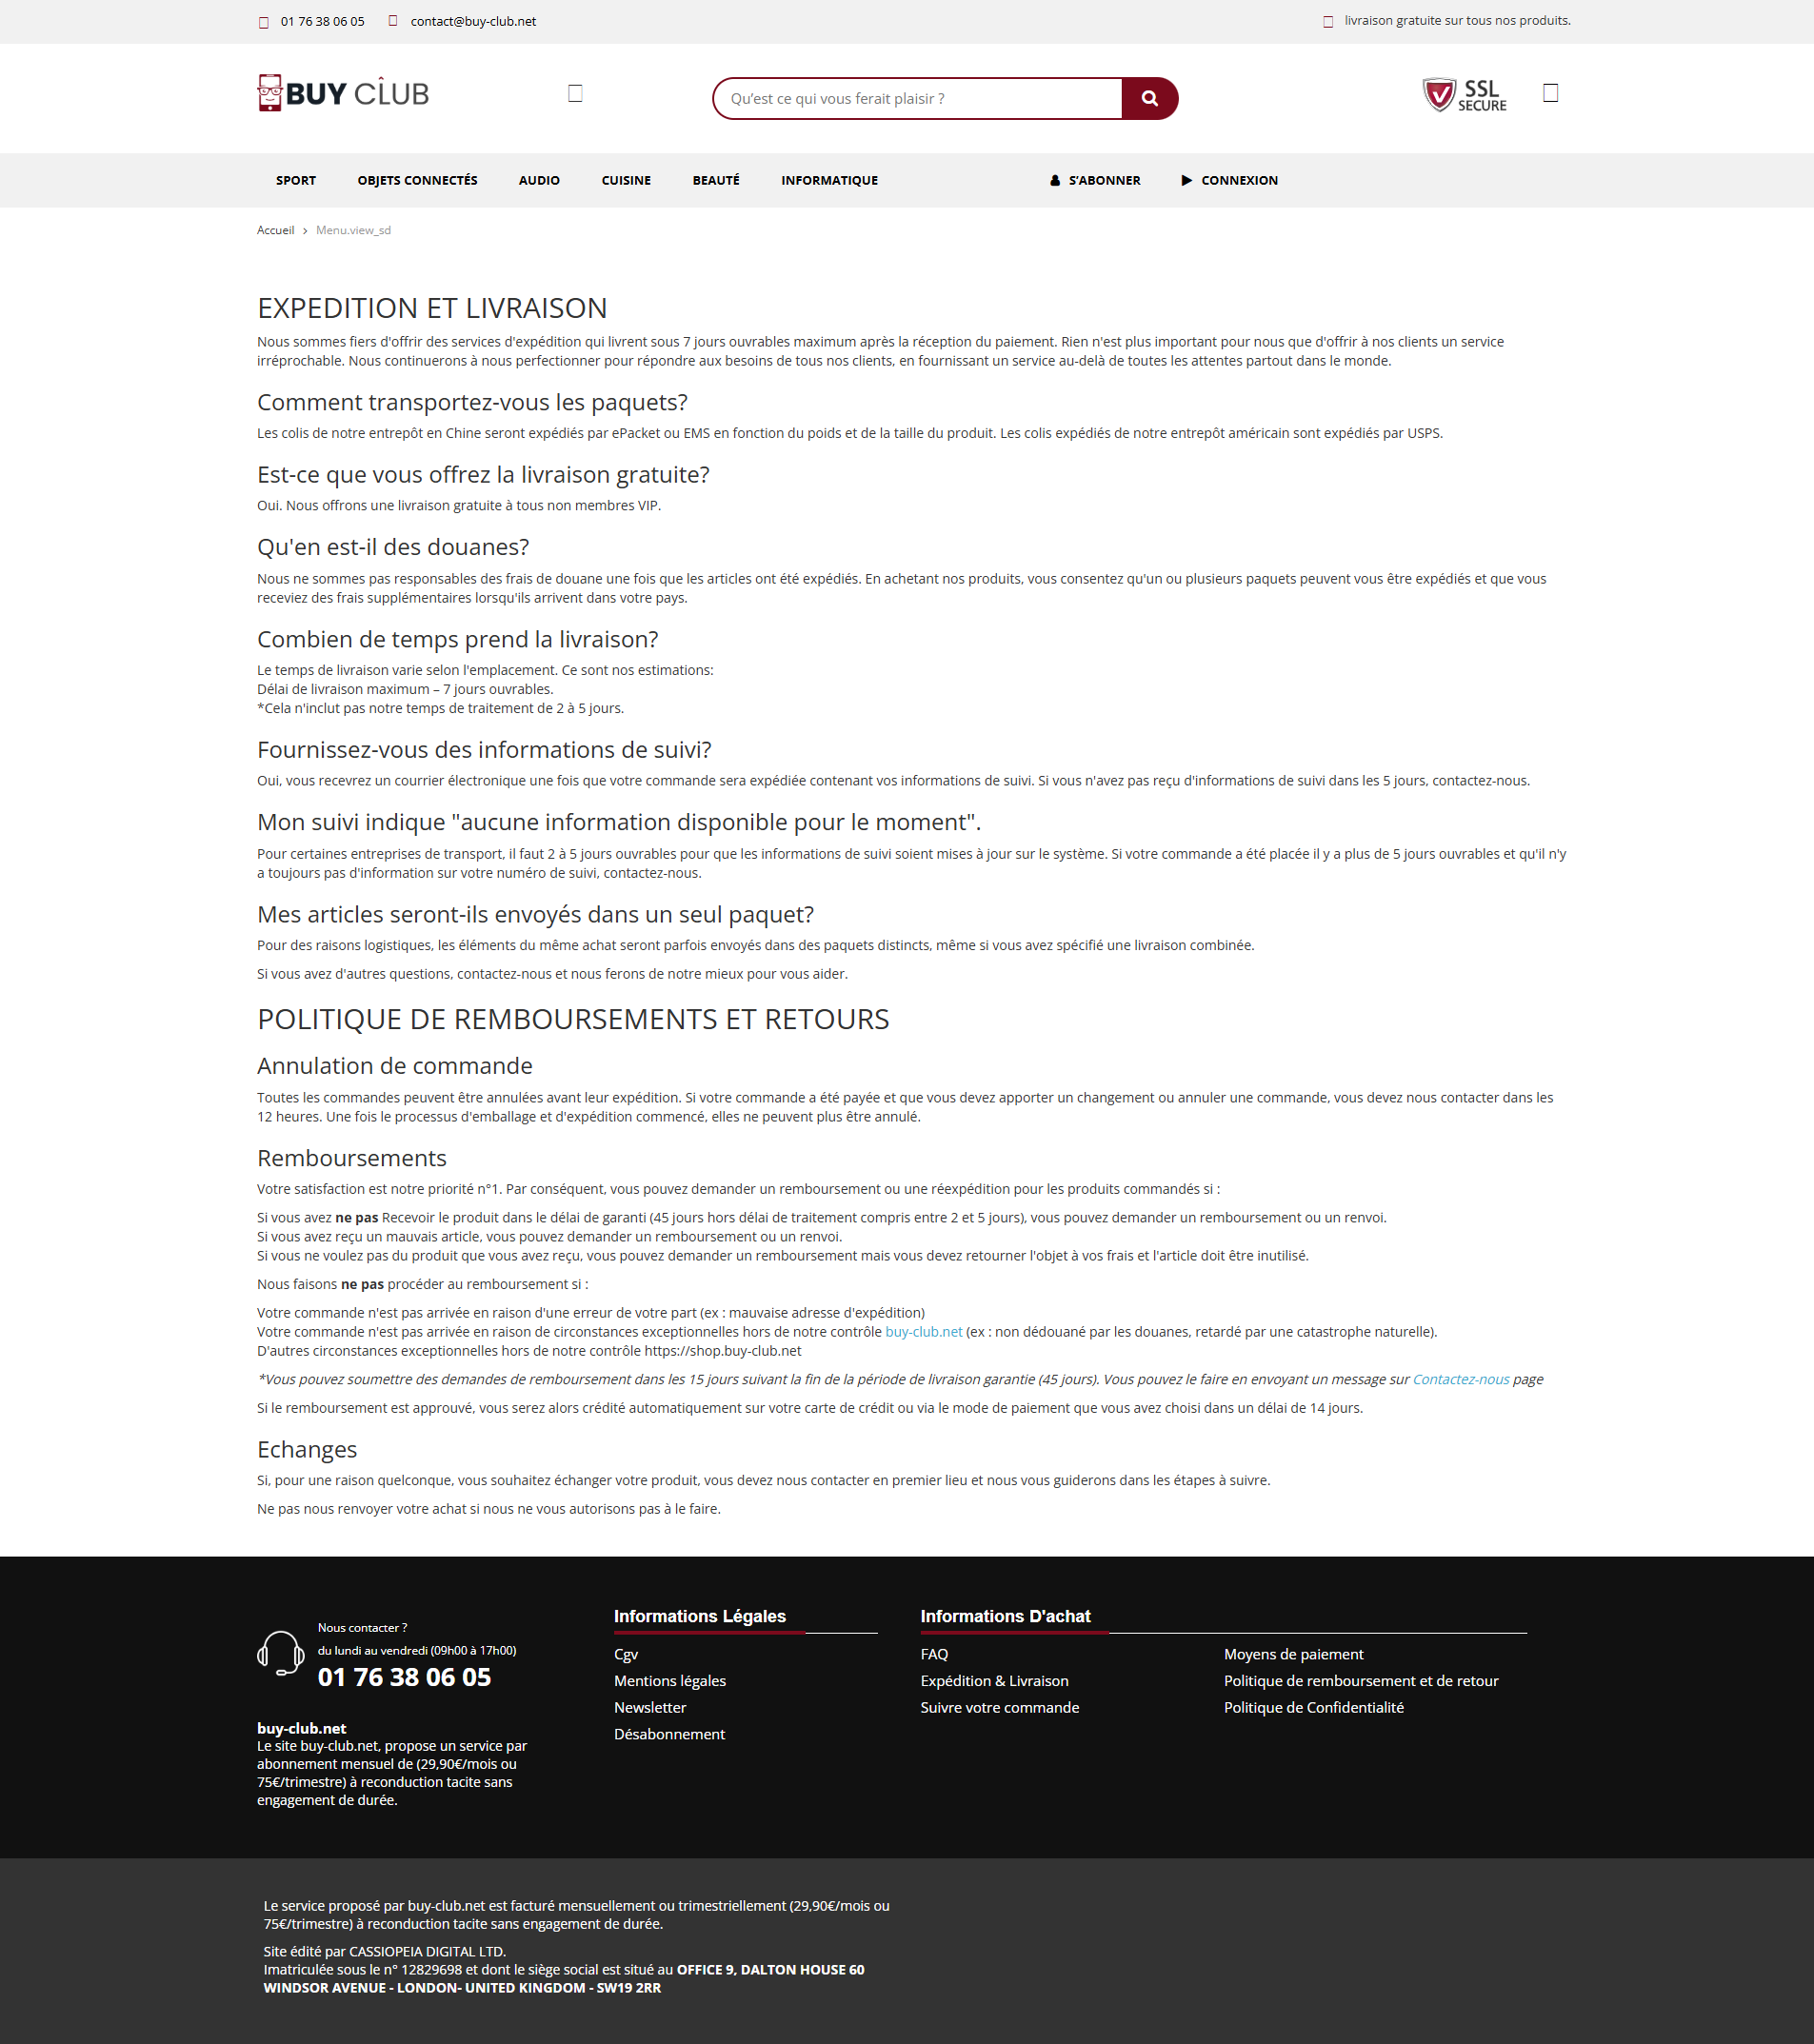 01 76 38 06 05
contact@buy-club.net
livraison gratuite sur tous nos produits.
BUY CLUB
Qu’est ce qui vous ferait plaisir ?
SSL
SECURE
SPORT
OBJETS CONNECTÉS
AUDIO
CUISINE
BEAUTÉ
INFORMATIQUE
S’ABONNER
CONNEXION
Accueil > Menu.view_sd
EXPEDITION ET LIVRAISON
Nous sommes fiers d'offrir des services d'expédition qui livrent sous 7 jours ouvrables maximum après la réception du paiement. Rien n'est plus important pour nous que d'offrir à nos clients un service
irréprochable. Nous continuerons à nous perfectionner pour répondre aux besoins de tous nos clients, en fournissant un service au-delà de toutes les attentes partout dans le monde.
Comment transportez-vous les paquets?
Les colis de notre entrepôt en Chine seront expédiés par ePacket ou EMS en fonction du poids et de la taille du produit. Les colis expédiés de notre entrepôt américain sont expédiés par USPS.
Est-ce que vous offrez la livraison gratuite?
Oui. Nous offrons une livraison gratuite à tous non membres VIP.
Qu'en est-il des douanes?
Nous ne sommes pas responsables des frais de douane une fois que les articles ont été expédiés. En achetant nos produits, vous consentez qu'un ou plusieurs paquets peuvent vous être expédiés et que vous
receviez des frais supplémentaires lorsqu'ils arrivent dans votre pays.
Combien de temps prend la livraison?
Le temps de livraison varie selon l'emplacement. Ce sont nos estimations:
Délai de livraison maximum – 7 jours ouvrables.
*Cela n'inclut pas notre temps de traitement de 2 à 5 jours.
Fournissez-vous des informations de suivi?
Oui, vous recevrez un courrier électronique une fois que votre commande sera expédiée contenant vos informations de suivi. Si vous n'avez pas reçu d'informations de suivi dans les 5 jours, contactez-nous.
Mon suivi indique "aucune information disponible pour le moment".
Pour certaines entreprises de transport, il faut 2 à 5 jours ouvrables pour que les informations de suivi soient mises à jour sur le système. Si votre commande a été placée il y a plus de 5 jours ouvrables et qu'il n'y
a toujours pas d'information sur votre numéro de suivi, contactez-nous.
Mes articles seront-ils envoyés dans un seul paquet?
Pour des raisons logistiques, les éléments du même achat seront parfois envoyés dans des paquets distincts, même si vous avez spécifié une livraison combinée.
Si vous avez d'autres questions, contactez-nous et nous ferons de notre mieux pour vous aider.
POLITIQUE DE REMBOURSEMENTS ET RETOURS
Annulation de commande
Toutes les commandes peuvent être annulées avant leur expédition. Si votre commande a été payée et que vous devez apporter un changement ou annuler une commande, vous devez nous contacter dans les
12 heures. Une fois le processus d'emballage et d'expédition commencé, elles ne peuvent plus être annulé.
Remboursements
Votre satisfaction est notre priorité n°1. Par conséquent, vous pouvez demander un remboursement ou une réexpédition pour les produits commandés si :
Si vous avez ne pas Recevoir le produit dans le délai de garanti (45 jours hors délai de traitement compris entre 2 et 5 jours), vous pouvez demander un remboursement ou un renvoi.
Si vous avez reçu un mauvais article, vous pouvez demander un remboursement ou un renvoi.
Si vous ne voulez pas du produit que vous avez reçu, vous pouvez demander un remboursement mais vous devez retourner l'objet à vos frais et l'article doit être inutilisé.
Nous faisons ne pas procéder au remboursement si :
Votre commande n'est pas arrivée en raison d'une erreur de votre part (ex : mauvaise adresse d'expédition)
Votre commande n'est pas arrivée en raison de circonstances exceptionnelles hors de notre contrôle buy-club.net (ex : non dédouané par les douanes, retardé par une catastrophe naturelle).
D'autres circonstances exceptionnelles hors de notre contrôle https://shop.buy-club.net
*Vous pouvez soumettre des demandes de remboursement dans les 15 jours suivant la fin de la période de livraison garantie (45 jours). Vous pouvez le faire en envoyant un message sur Contactez-nous page
Si le remboursement est approuvé, vous serez alors crédité automatiquement sur votre carte de crédit ou via le mode de paiement que vous avez choisi dans un délai de 14 jours.
Echanges
Si, pour une raison quelconque, vous souhaitez échanger votre produit, vous devez nous contacter en premier lieu et nous vous guiderons dans les étapes à suivre.
Ne pas nous renvoyer votre achat si nous ne vous autorisons pas à le faire.
Nous contacter ?
du lundi au vendredi (09h00 à 17h00)
01 76 38 06 05
buy-club.net
Le site buy-club.net, propose un service par
abonnement mensuel de (29,90€/mois ou
75€/trimestre) à reconduction tacite sans
engagement de durée.
Informations Légales
Cgv
Mentions légales
Newsletter
Désabonnement
Informations D'achat
FAQ
Expédition & Livraison
Suivre votre commande
Moyens de paiement
Politique de remboursement et de retour
Politique de Confidentialité
Le service proposé par buy-club.net est facturé mensuellement ou trimestriellement (29,90€/mois ou
75€/trimestre) à reconduction tacite sans engagement de durée.
Site édité par CASSIOPEIA DIGITAL LTD.
Imatriculée sous le n° 12829698 et dont le siège social est situé au OFFICE 9, DALTON HOUSE 60
WINDSOR AVENUE - LONDON- UNITED KINGDOM - SW19 2RR